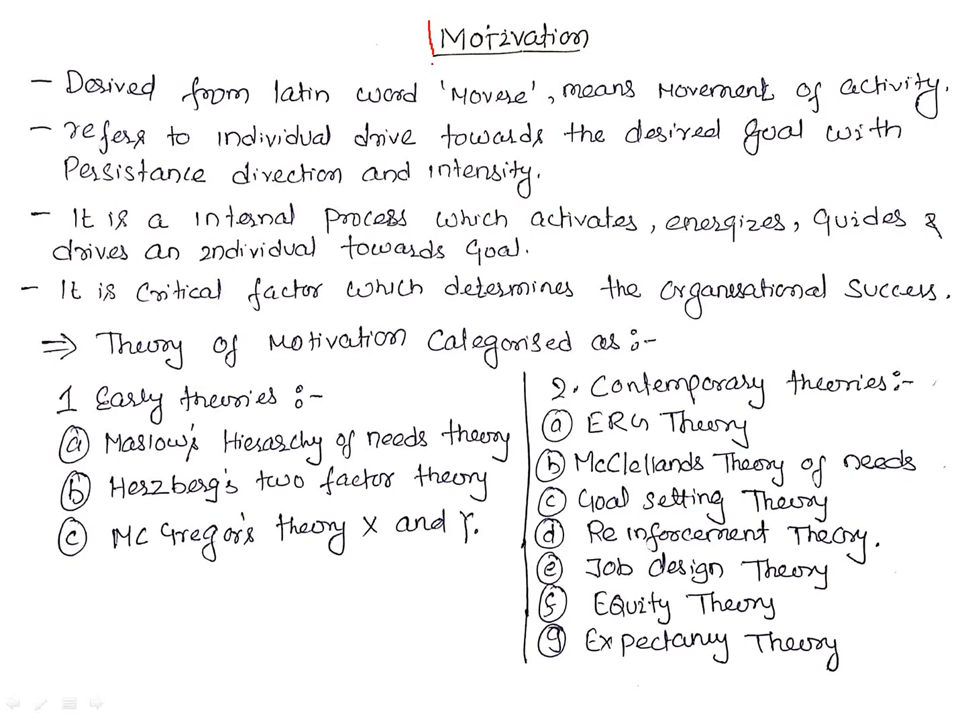 Motivation
- Derived from latin word 'Movere', means Movement of activity.
- refers to individual drive towards the desired goal with
Persistance direction and intensity.
- It is a internal process which activates, energizes, guides &
drives an individual towards Goal.
- It is critical factor which determines the organisational success.
⇒ Theory of Motivation Categorised as :-
1 Early theories :-
(a) Maslow's Hierarchy of needs theory
(b) Herzberg's two factor theory
(c) Mc Gregor's theory X and Y.
2. Contemporary theories :-
(a) ERG Theory
(b) McClellands Theory of needs
(c) Goal setting Theory
(d) Reinforcement Theory.
(e) Job design Theory
(f) Equity Theory
(g) Expectancy Theory